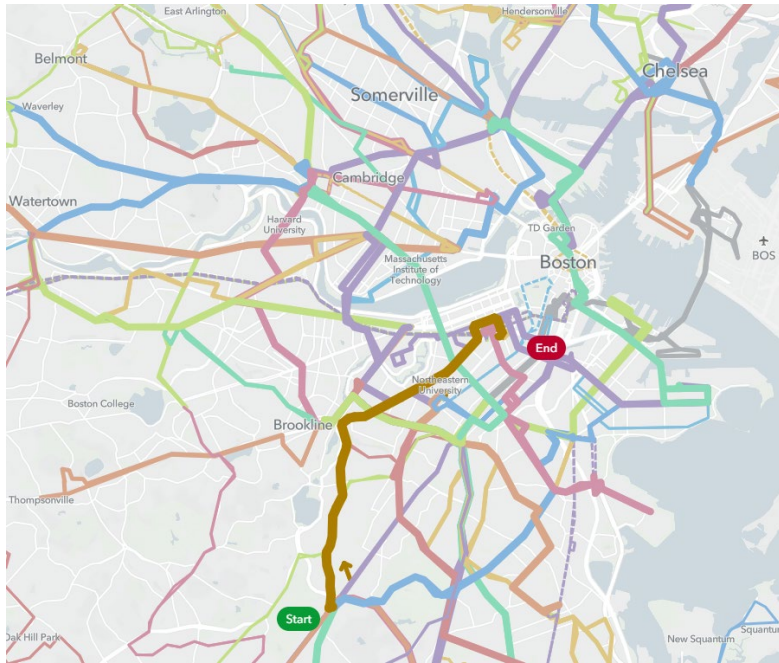 East Arlington
Hendersonville
Belmont
Chelsea
Somerville
Waverley
Cambridge
Watertown
Harvard
University
TD Garden
BOS
Massachusetts
Institute of
Technology
Boston
End
Northeastern
University
Boston College
Brookline
Thompsonville
Start
Oak Hill Park
New Squantum
Squantum